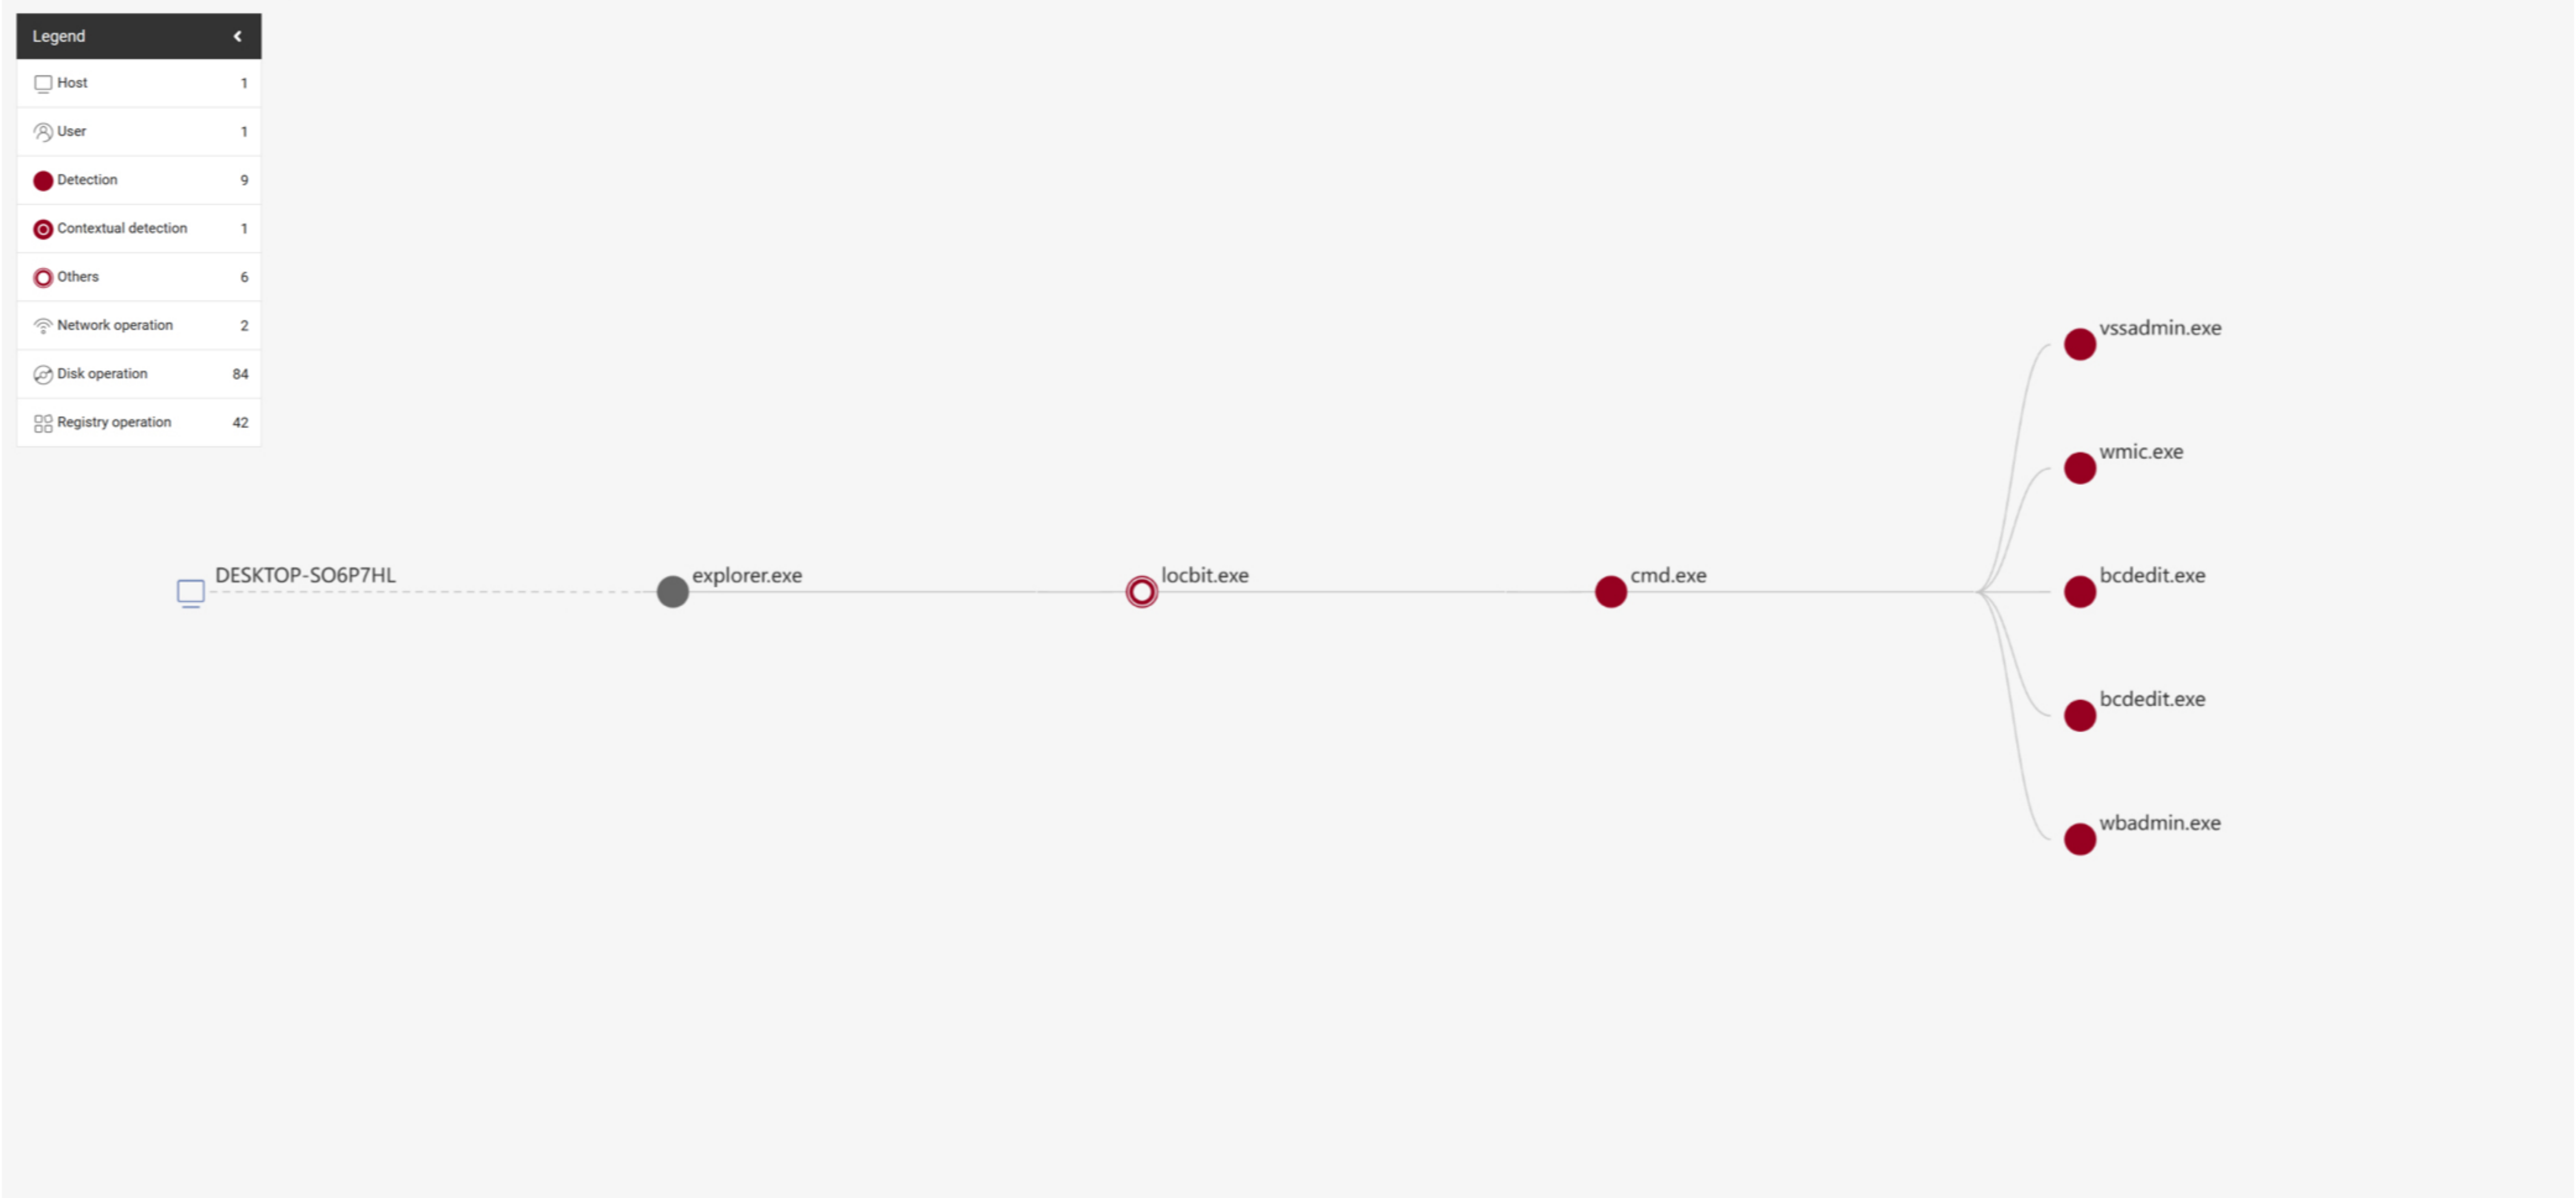 Legend
Host 1
User 1
Detection 9
Contextual detection 1
Others 6
Network operation 2
Disk operation 84
Registry operation 42
vssadmin.exe
wmic.exe
DESKTOP-SO6P7HL explorer.exe locbit.exe cmd.exe bcdedit.exe
bcdedit.exe
wbadmin.exe